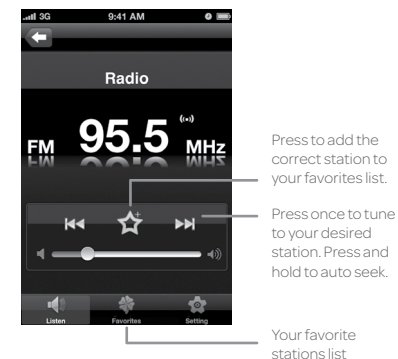 3G 9:41 AM
Radio
FM 95.5 MHz
Press to add the
correct station to
your favorites list.
Press once to tune
to your desired
station. Press and
hold to auto seek.
Listen Favorites Setting
Your favorite
stations list